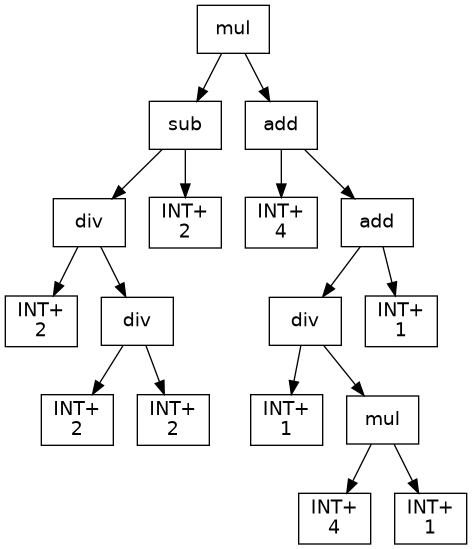 mul
sub
add
div
INT+
2
INT+
4
add
INT+
2
div
div
INT+
1
INT+
2
INT+
2
INT+
1
mul
INT+
4
INT+
1